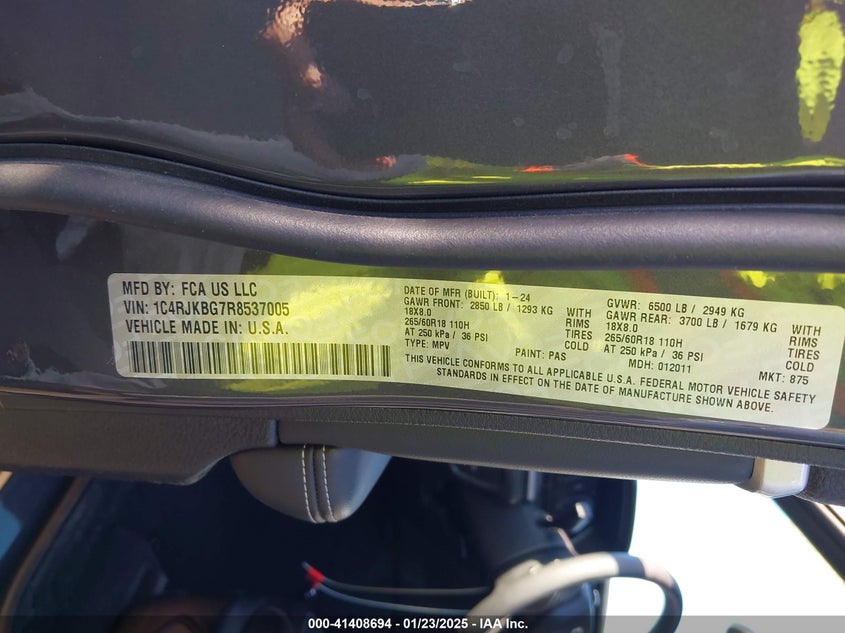 MFD BY: FCA US LLC
VIN: 1C4RJKBG7R8537005
VEHICLE MADE IN U.S.A.
DATE OF MFR (BUILT): 1-24
GAWR FRONT: 2850 LB / 1293 KG WITH
18X8.0 RIMS
265/60R18 110H TIRES
AT 250 kPa / 36 PSI COLD
TYPE: MPV PAINT: PAS
GVWR: 6500 LB / 2949 KG
GAWR REAR: 3700 LB / 1679 KG WITH
18X8.0 RIMS
265/60R18 110H TIRES
AT 250 kPa / 36 PSI COLD
MDH: 012011 MKT: 875
THIS VEHICLE CONFORMS TO ALL APPLICABLE U.S.A. FEDERAL MOTOR VEHICLE SAFETY
STANDARDS IN EFFECT ON THE DATE OF MANUFACTURE SHOWN ABOVE.
000-41408694 - 01/23/2025 - IAA Inc.